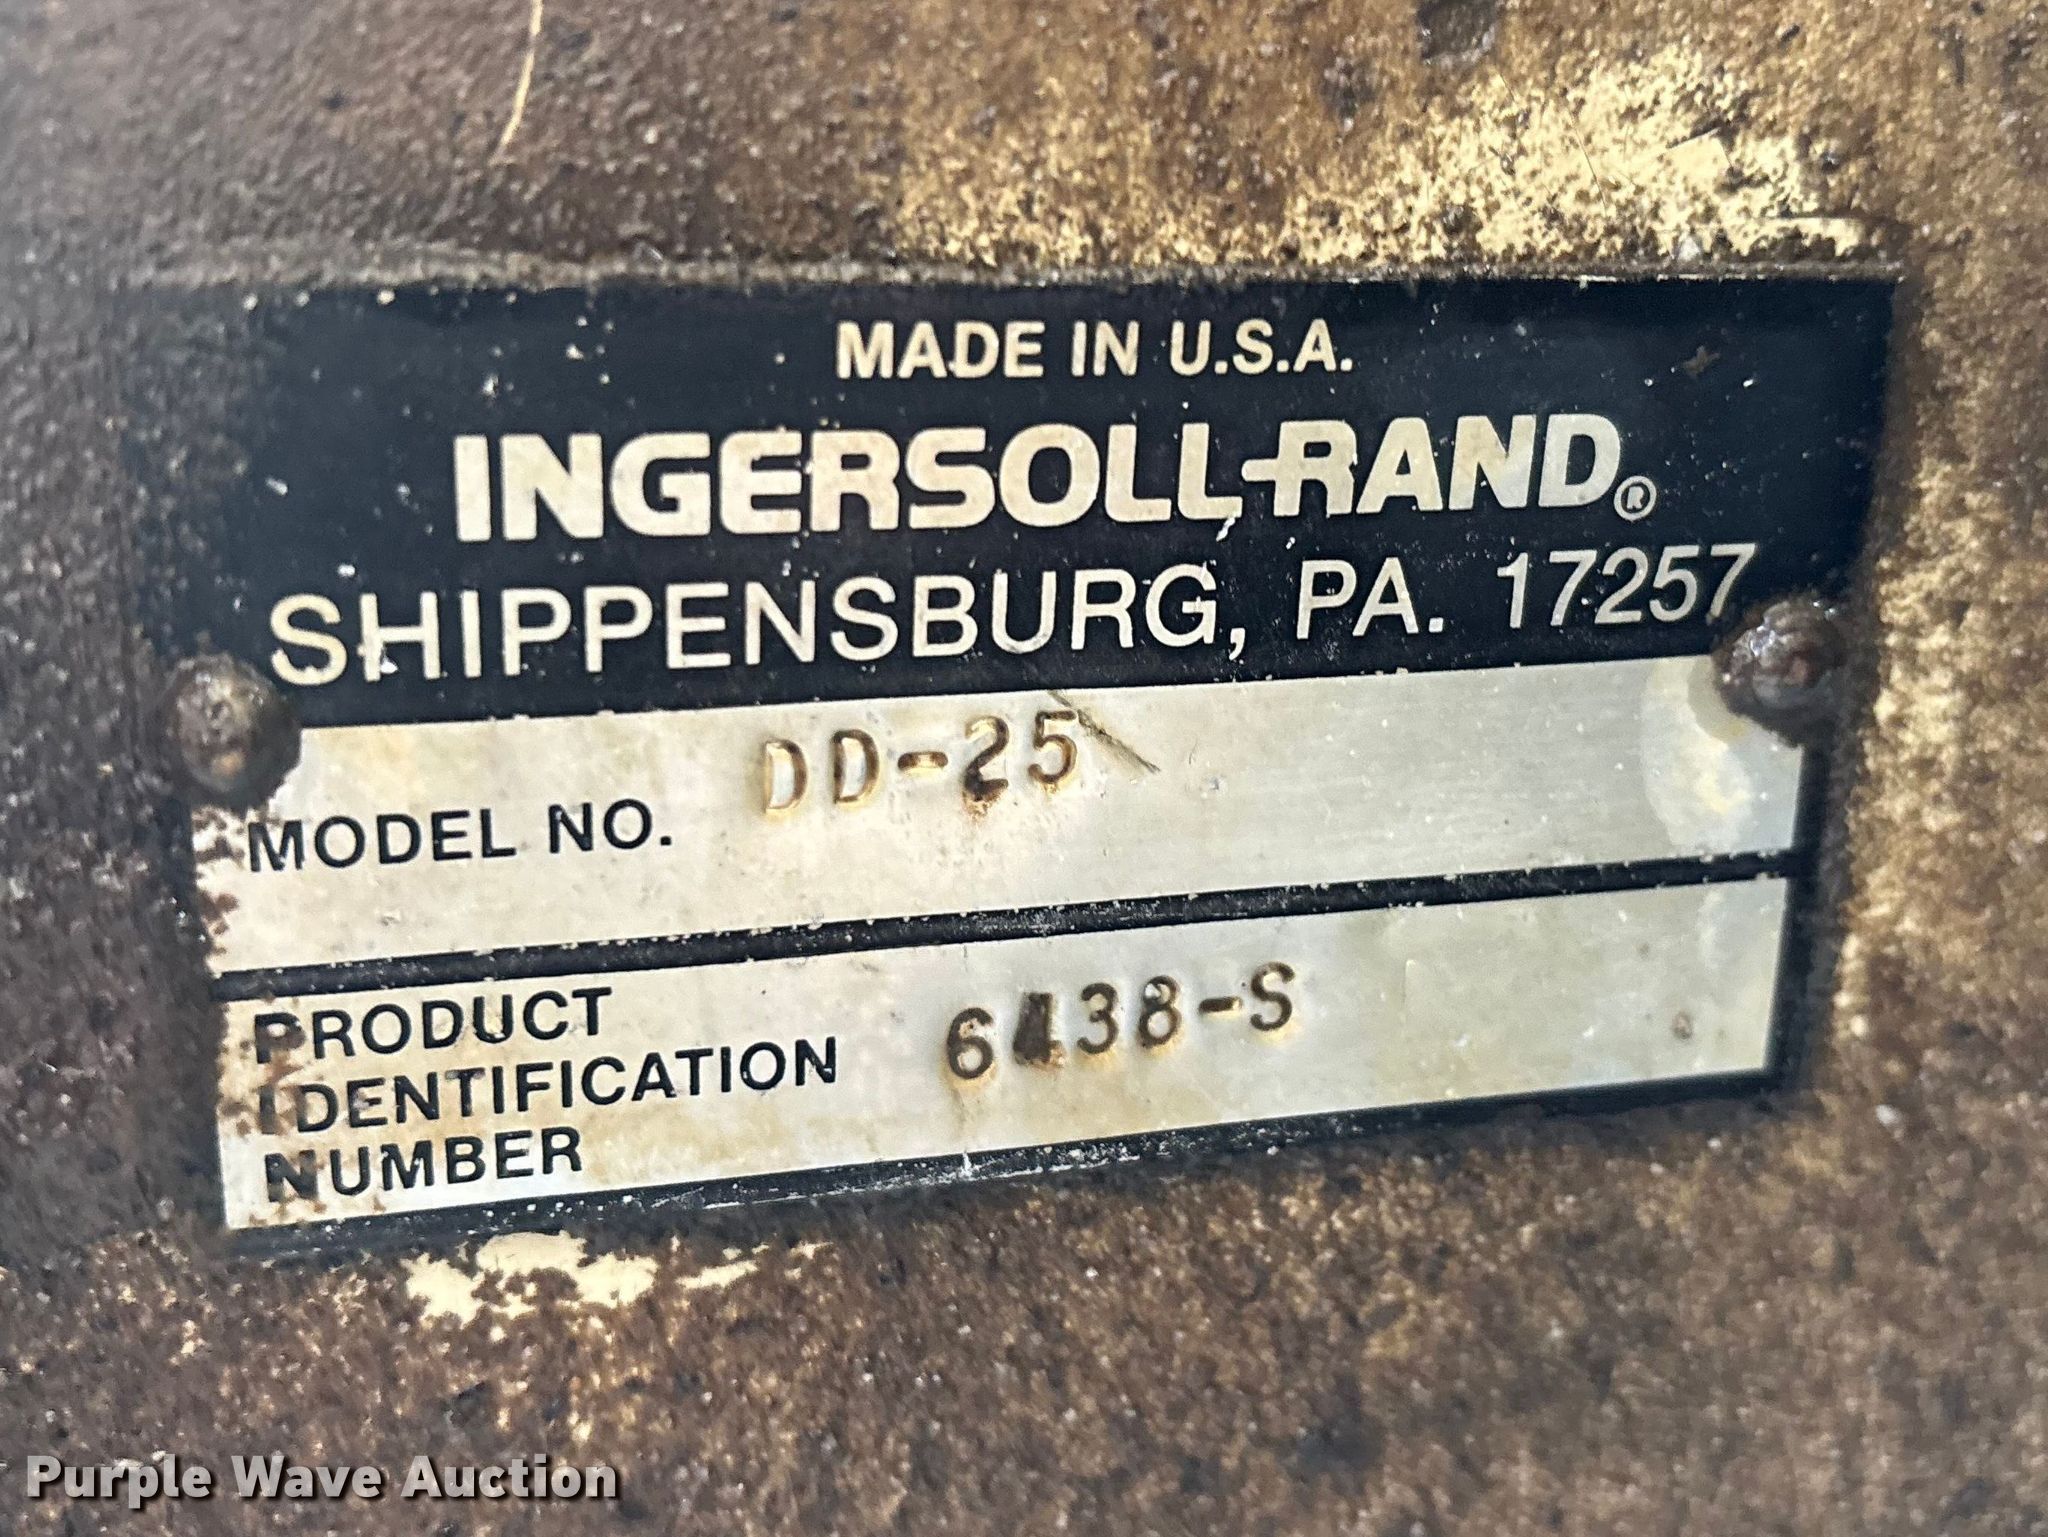 MADE IN U.S.A.
INGERSOLL-RAND®
SHIPPENSBURG, PA. 17257
MODEL NO. DD-25
PRODUCT
IDENTIFICATION 6438-S
NUMBER
Purple Wave Auction